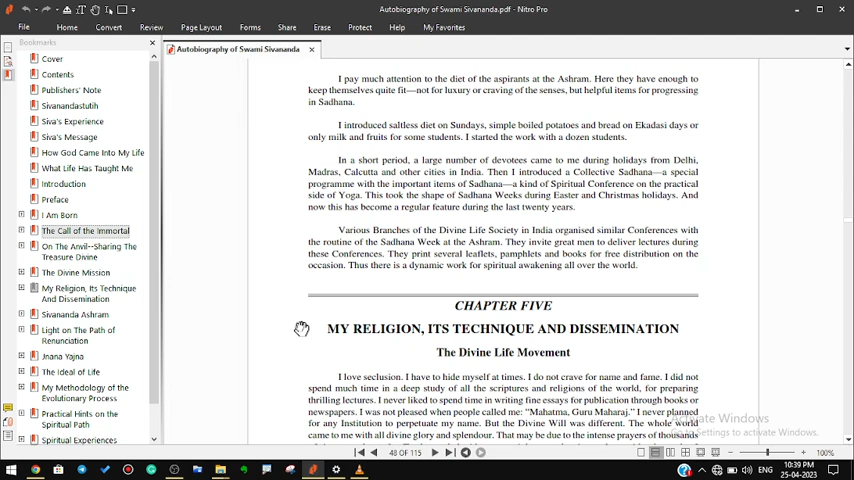 Autobiography of Swami Sivananda.pdf - Nitro Pro
File Home Convert Review Page Layout Forms Share Erase Protect Help My Favorites
Bookmarks
Cover
Contents
Publishers' Note
Sivanandastutih
Siva's Experience
Siva's Message
How God Came Into My Life
What Life Has Taught Me
Introduction
Preface
I Am Born
The Call of the Immortal
On The Anvil--Sharing The
Treasure Divine
The Divine Mission
My Religion, Its Technique
And Dissemination
Sivananda Ashram
Light on The Path of
Renunciation
Jnana Yajna
The Ideal of Life
My Methodology of the
Evolutionary Process
Practical Hints on the
Spiritual Path
Spiritual Experiences
Autobiography of Swami Sivananda
I pay much attention to the diet of the aspirants at the Ashram. Here they have enough to
keep themselves quite fit—not for luxury or craving of the senses, but helpful items for progressing
in Sadhana.
I introduced saltless diet on Sundays, simple boiled potatoes and bread on Ekadasi days or
only milk and fruits for some students. I started the work with a dozen students.
In a short period, a large number of devotees came to me during holidays from Delhi,
Madras, Calcutta and other cities in India. Then I introduced a Collective Sadhana—a special
programme with the important items of Sadhana—a kind of Spiritual Conference on the practical
side of Yoga. This took the shape of Sadhana Weeks during Easter and Christmas holidays. And
now this has become a regular feature during the last twenty years.
Various Branches of the Divine Life Society in India organised similar Conferences with
the routine of the Sadhana Week at the Ashram. They invite great men to deliver lectures during
these Conferences. They print several leaflets, pamphlets and books for free distribution on the
occasion. Thus there is a dynamic work for spiritual awakening all over the world.
CHAPTER FIVE
MY RELIGION, ITS TECHNIQUE AND DISSEMINATION
The Divine Life Movement
I love seclusion. I have to hide myself at times. I do not crave for name and fame. I did not
spend much time in a deep study of all the scriptures and religions of the world, for preparing
thrilling lectures. I never liked to spend time in writing fine essays for publication through books or
newspapers. I was not pleased when people called me: "Mahatma, Guru Maharaj." I never planned
for any Institution to perpetuate my name. But the Divine Will was different. The whole world
came to me with all divine glory and splendour. That may be due to the intense prayers of thousands
Activate Windows
Go to Settings to activate Windows.
48 OF 115
100%
ENG
10:39 PM
25-04-2023